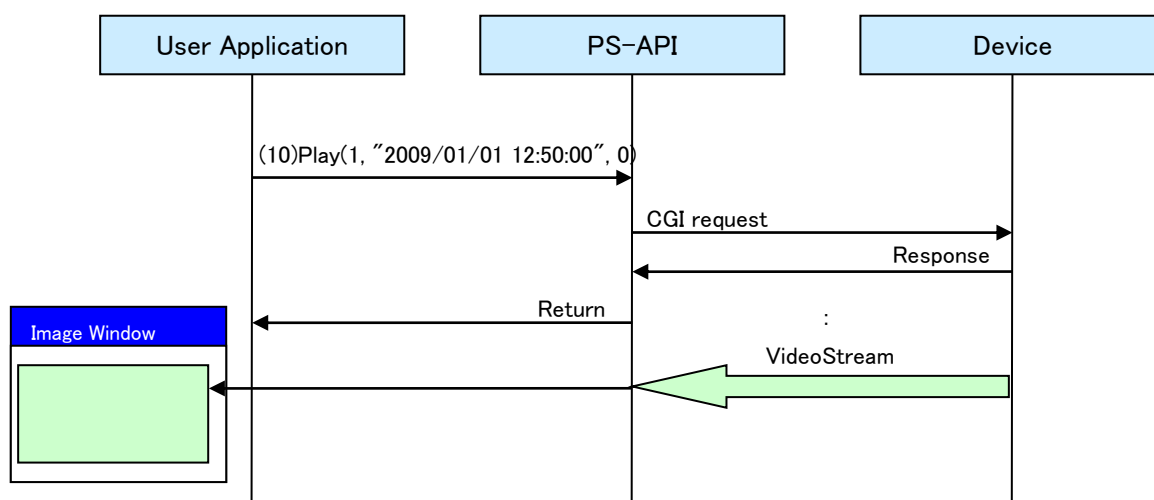 User Application
PS-API
Device
(10)Play(1, "2009/01/01 12:50:00", 0)
CGI request
Response
Return
:
Image Window
VideoStream